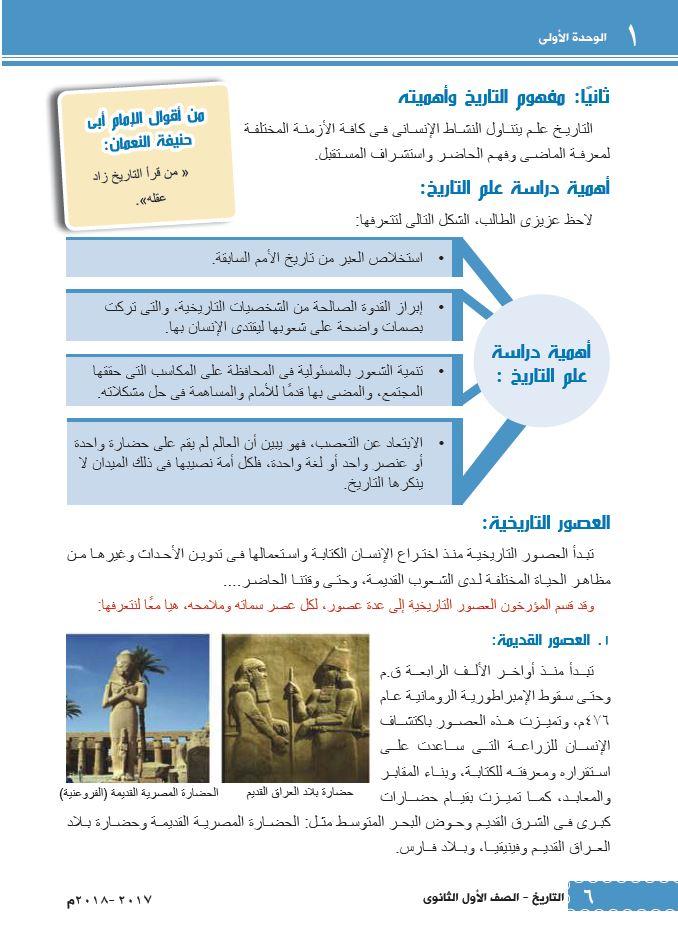 ١
الوحدة الأولى
ثانيًا: مفهوم التاريخ وأهميته
التاريخ علم يتناول النشاط الإنسانى فى كافة الأزمنة المختلفة
لمعرفة الماضى وفهم الحاضر واستشراف المستقبل.
من أقوال الإمام أبى
حنيفة النعمان:
« من قرأ التاريخ زاد
عقله».
أهمية دراسة علم التاريخ:
لاحظ عزيزى الطالب، الشكل التالى لتتعرفها:
أهمية دراسة
علم التاريخ :
• استخلاص العبر من تاريخ الأمم السابقة.
• إبراز القدوة الصالحة من الشخصيات التاريخية، والتى تركت
بصمات واضحة على شعوبها ليقتدى الإنسان بها.
• تنمية الشعور بالمسئولية فى المحافظة على المكاسب التى حققها
المجتمع، والمضى بها قدمًا للأمام والمساهمة فى حل مشكلاته.
• الابتعاد عن التعصب، فهو يبين أن العالم لم يقم على حضارة واحدة
أو عنصر واحد أو لغة واحدة، فلكل أمة نصيبها فى ذلك الميدان لا
ينكرها التاريخ.
العصور التاريخية:
تبدأ العصور التاريخية منذ اختراع الإنسان الكتابة واستعمالها فى تدوين الأحداث وغيرها من
مظاهر الحياة المختلفة لدى الشعوب القديمة، وحتى وقتنا الحاضر....
وقد قسم المؤرخون العصور التاريخية إلى عدة عصور، لكل عصر سماته وملامحه، هيا معًا لنتعرفها:
١. العصور القديمة:
تبدأ منذ أواخر الألف الرابعة ق.م
وحتى سقوط الإمبراطورية الرومانية عام
٤٧٦م، وتميزت هذه العصور باكتشاف
الإنسان للزراعة التى ساعدت على
استقراره ومعرفته للكتابة، وبناء المقابر
والمعابد، كما تميزت بقيام حضارات
كبرى فى الشرق القديم وحوض البحر المتوسط مثل: الحضارة المصرية القديمة وحضارة بلاد
العراق القديم وفينيقيا، وبلاد فارس.
حضارة بلاد العراق القديم
الحضارة المصرية القديمة (الفروعنية)
٦
التاريخ - الصف الأول الثانوى
٢٠١٧ -٢٠١٨م